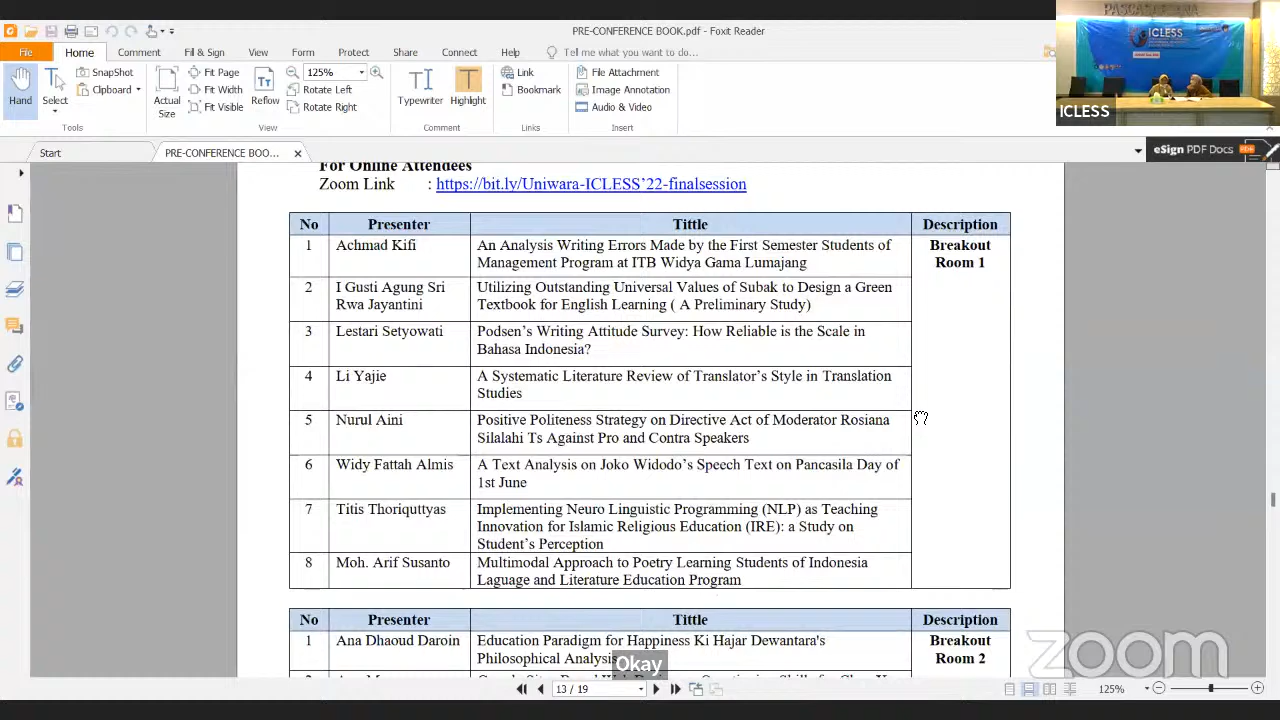 PRE-CONFERENCE BOOK.pdf - Foxit Reader
File Home Comment Fill & Sign View Form Protect Share Connect Help Tell me what you want to do...
Hand
Select
SnapShot
Clipboard
Tools
Actual Size
Fit Page
Fit Width
Fit Visible
Reflow
125%
Rotate Left
Rotate Right
View
Typewriter
Highlight
Comment
Link
Bookmark
Links
File Attachment
Image Annotation
Audio & Video
Insert
ICLESS
ICLESS
Start
PRE-CONFERENCE BOO...
eSign PDF Docs
For Online Attendees
Zoom Link : https://bit.ly/Uniwara-ICLESS'22-finalsession
No Presenter Tittle Description
1 Achmad Kifi An Analysis Writing Errors Made by the First Semester Students of Breakout
Management Program at ITB Widya Gama Lumajang Room 1
2 I Gusti Agung Sri Utilizing Outstanding Universal Values of Subak to Design a Green
Rwa Jayantini Textbook for English Learning ( A Preliminary Study)
3 Lestari Setyowati Podsen's Writing Attitude Survey: How Reliable is the Scale in
Bahasa Indonesia?
4 Li Yajie A Systematic Literature Review of Translator's Style in Translation
Studies
5 Nurul Aini Positive Politeness Strategy on Directive Act of Moderator Rosiana
Silalahi Ts Against Pro and Contra Speakers
6 Widy Fattah Almis A Text Analysis on Joko Widodo's Speech Text on Pancasila Day of
1st June
7 Titis Thoriquttyas Implementing Neuro Linguistic Programming (NLP) as Teaching
Innovation for Islamic Religious Education (IRE): a Study on
Student's Perception
8 Moh. Arif Susanto Multimodal Approach to Poetry Learning Students of Indonesia
Laguage and Literature Education Program
No Presenter Tittle Description
1 Ana Dhaoud Daroin Education Paradigm for Happiness Ki Hajar Dewantara's Breakout
Philosophical Analysis Room 2
Okay
zoom
13 / 19
125%